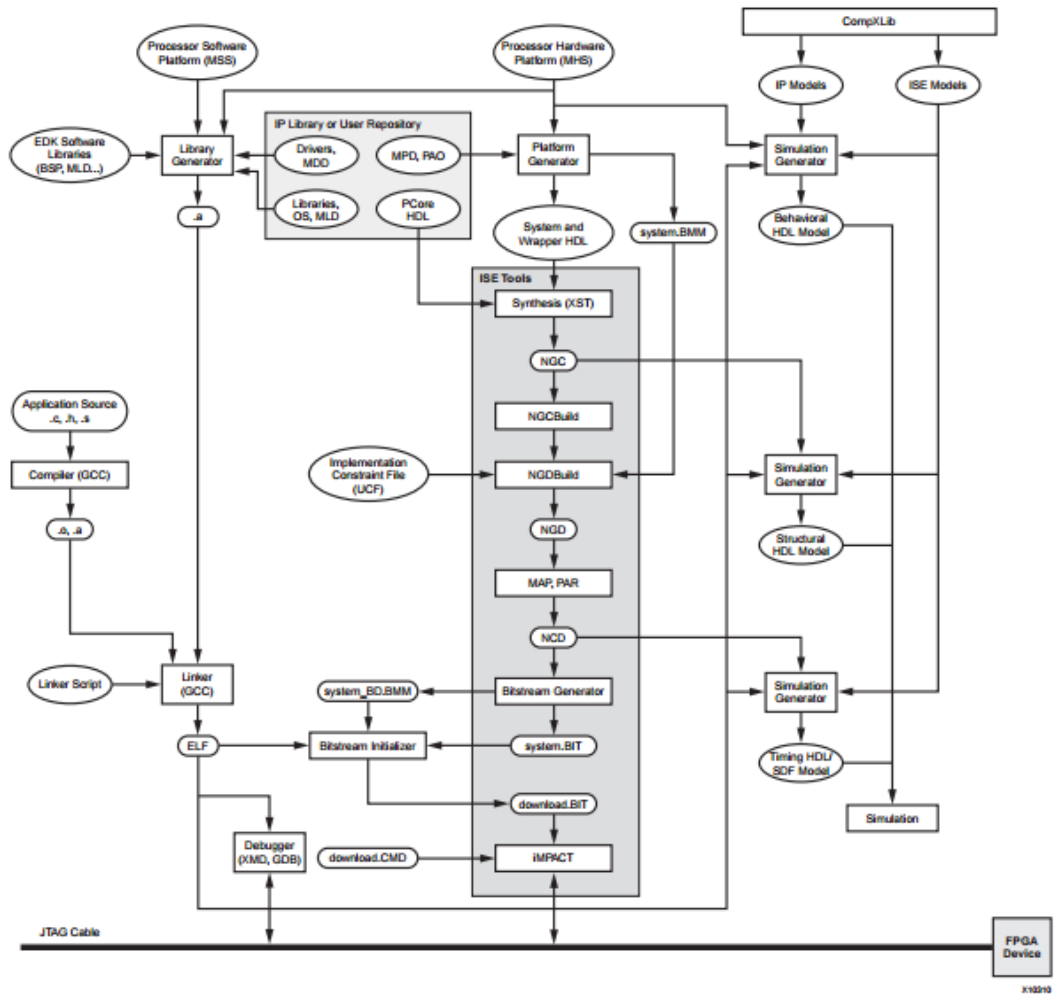 CompXLib
Processor Software
Platform (MSS)
Processor Hardware
Platform (MHS)
IP Models
ISE Models
IP Library or User Repository
EDK Software
Libraries
(BSP, MLD...)
Library
Generator
Drivers,
MDD
MPD, PAO
Platform
Generator
Simulation
Generator
.a
Libraries,
OS, MLD
PCore
HDL
System and
Wrapper HDL
system.BMM
Behavioral
HDL Model
ISE Tools
Synthesis (XST)
NGC
Application Source
.c, .h, .s
NGCBuild
Compiler (GCC)
Implementation
Constraint File
(UCF)
NGDBuild
Simulation
Generator
.o, .a
NGD
Structural
HDL Model
MAP, PAR
NCD
Linker Script
Linker
(GCC)
system_BD.BMM
Bitstream Generator
Simulation
Generator
ELF
Bitstream Initializer
system.BIT
Timing HDL/
SDF Model
download.BIT
Simulation
Debugger
(XMD, GDB)
download.CMD
iMPACT
JTAG Cable
FPGA
Device
X10310